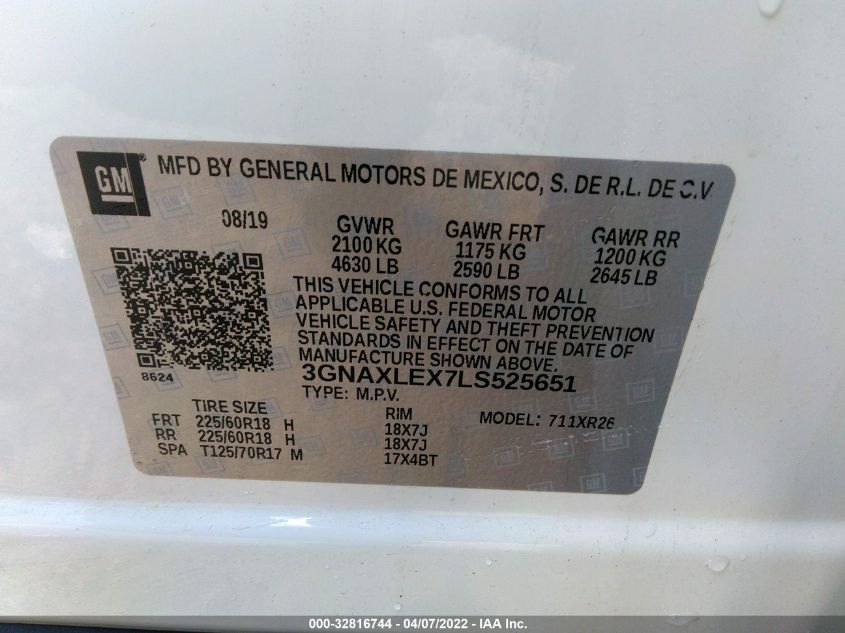 GM ® MFD BY GENERAL MOTORS DE MEXICO, S. DE R.L. DE C.V
08/19 GVWR GAWR FRT GAWR RR
2100 KG 1175 KG 1200 KG
4630 LB 2590 LB 2645 LB
THIS VEHICLE CONFORMS TO ALL
APPLICABLE U.S. FEDERAL MOTOR
VEHICLE SAFETY AND THEFT PREVENTION
STANDARDS IN EFFECT ON THE DATE OF
MANUFACTURE SHOWN ABOVE.
8624 3GNAXLEX7LS525651
TYPE: M.P.V.
TIRE SIZE RIM MODEL: 711XR26
FRT 225/60R18 H 18X7J
RR 225/60R18 H 18X7J
SPA T125/70R17 M 17X4BT
000-32816744 - 04/07/2022 - IAA Inc.